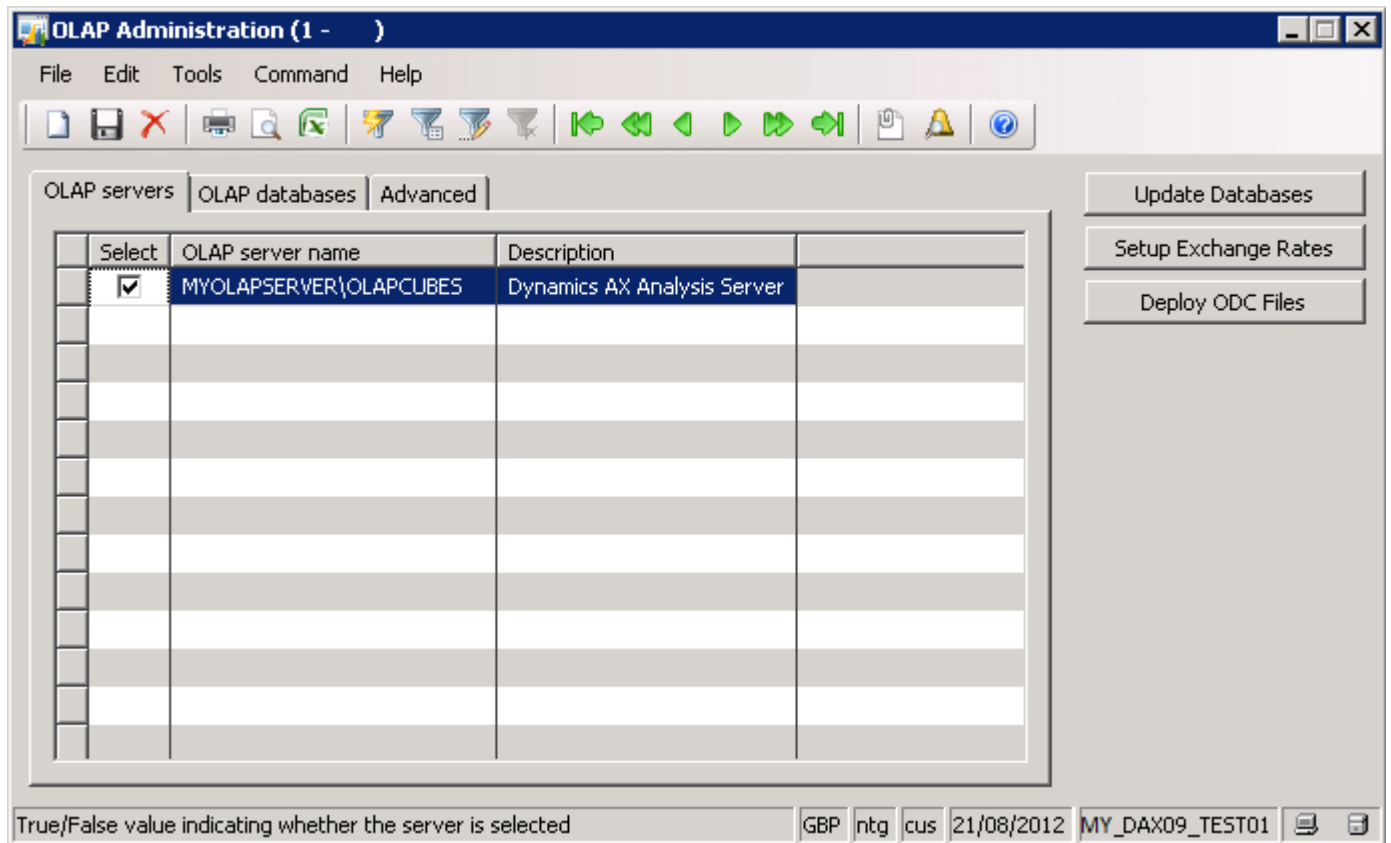 OLAP Administration (1 -     )
File Edit Tools Command Help
OLAP servers OLAP databases Advanced
Update Databases
Select OLAP server name Description
Setup Exchange Rates
MYOLAPSERVER\OLAPCUBES Dynamics AX Analysis Server
Deploy ODC Files
True/False value indicating whether the server is selected GBP ntg cus 21/08/2012 MY_DAX09_TEST01